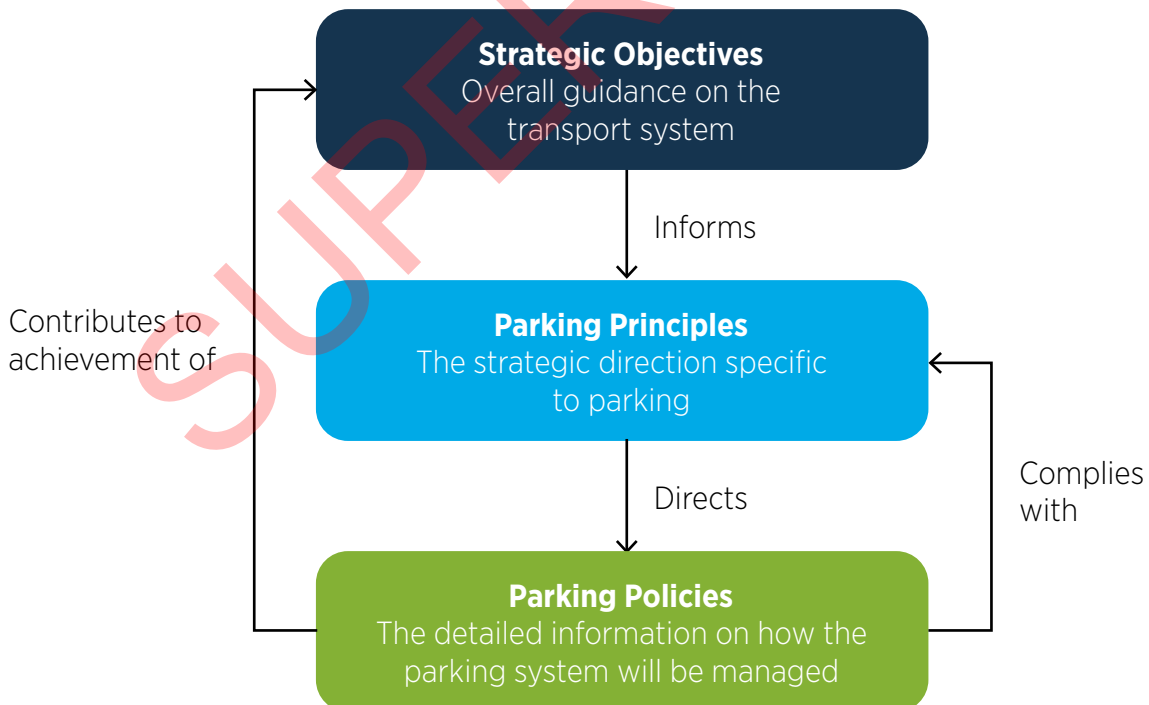 Strategic Objectives
Overall guidance on the
transport system
Informs
Parking Principles
The strategic direction specific
to parking
Contributes to
achievement of
Complies
with
Directs
Parking Policies
The detailed information on how the
parking system will be managed
SUPER